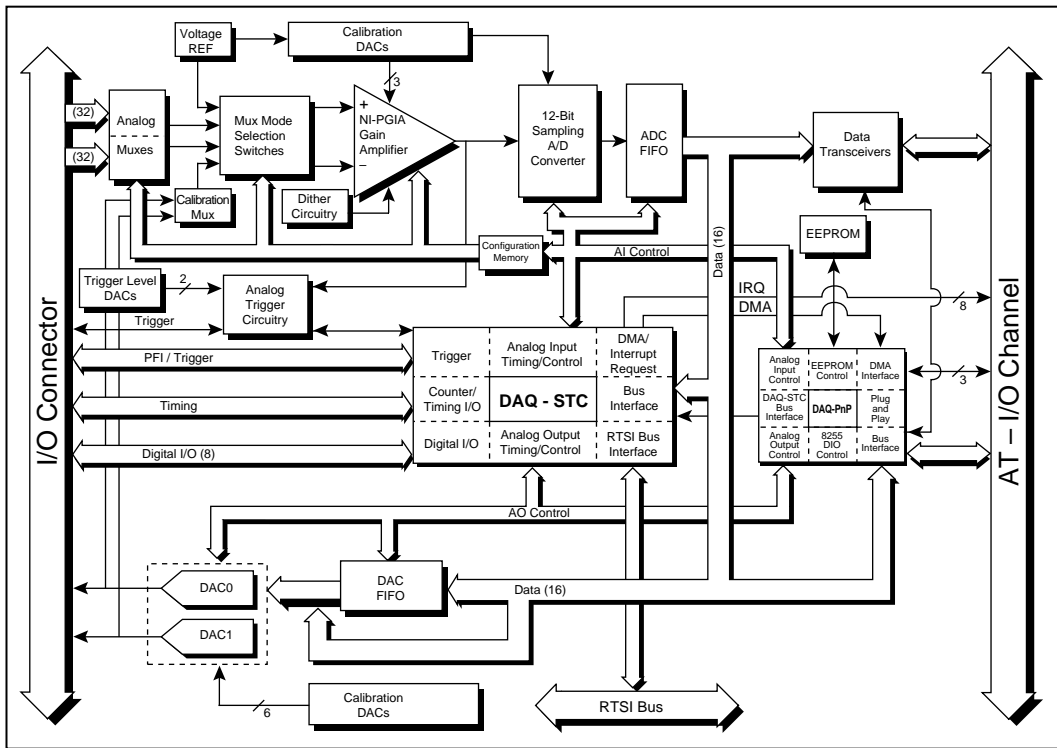 Voltage
REF
Calibration
DACs
3
(32)
(32)
Analog
Muxes
Mux Mode
Selection
Switches
+
NI-PGIA
Gain
Amplifier
–
12-Bit
Sampling
A/D
Converter
ADC
FIFO
Data
Transceivers
Calibration
Mux
Dither
Circuitry
Configuration
Memory
AI Control
Data (16)
EEPROM
Trigger Level
DACs
2
Analog
Trigger
Circuitry
Trigger
IRQ
DMA
8
PFI / Trigger
Timing
Digital I/O (8)
Trigger
Analog Input
Timing/Control
DMA/
Interrupt
Request
Counter/
Timing I/O
DAQ - STC
Bus
Interface
Digital I/O
Analog Output
Timing/Control
RTSI Bus
Interface
Analog
Input
Control
EEPROM
Control
DMA
Interface
DAQ-STC
Bus
Interface
DAQ-PnP
Plug
and
Play
Analog
Output
Control
8255
DIO
Control
Bus
Interface
3
I/O Connector
AT – I/O Channel
AO Control
DAC0
DAC
FIFO
Data (16)
DAC1
6
Calibration
DACs
RTSI Bus